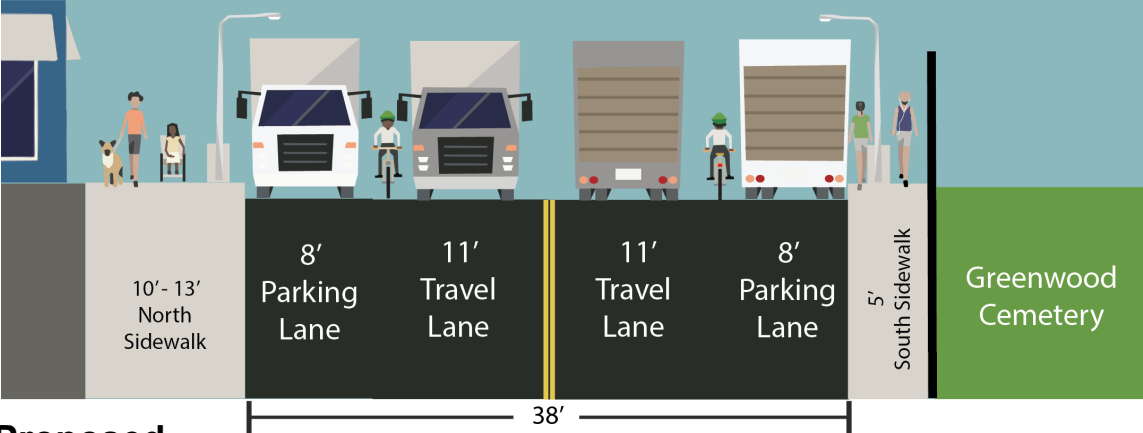 8’
Parking
Lane
11’
Travel
Lane
11’
Travel
Lane
8’
Parking
Lane
10’ - 13’
North
Sidewalk
5’
South Sidewalk
Greenwood
Cemetery
38’
Proposed